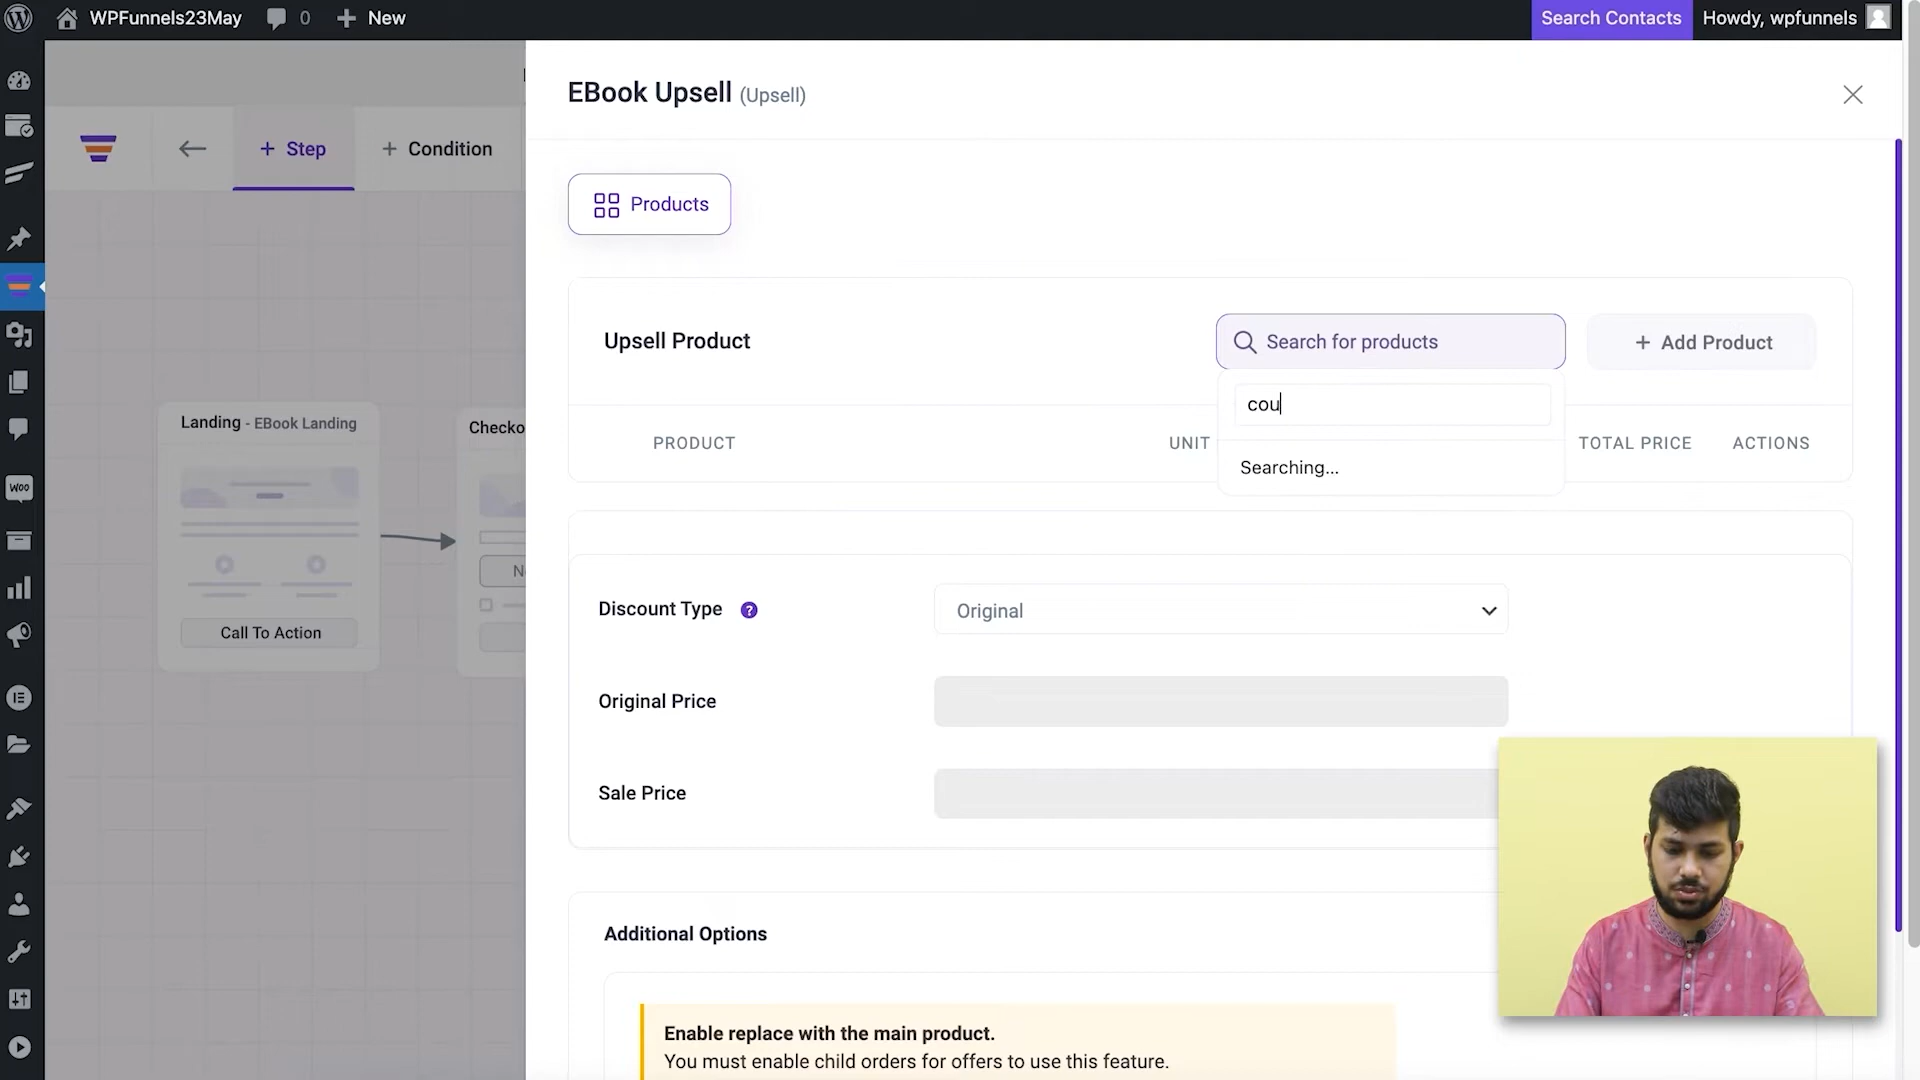 WPFunnels23May 0 New Search Contacts Howdy, wpfunnels
EBook Upsell (Upsell)
+ Step + Condition
Products
Upsell Product Search for products + Add Product
cou
PRODUCT UNIT TOTAL PRICE ACTIONS
Searching...
Landing - EBook Landing
Checko
Call To Action
Discount Type ? Original
Original Price
Sale Price
Additional Options
Enable replace with the main product.
You must enable child orders for offers to use this feature.
woo